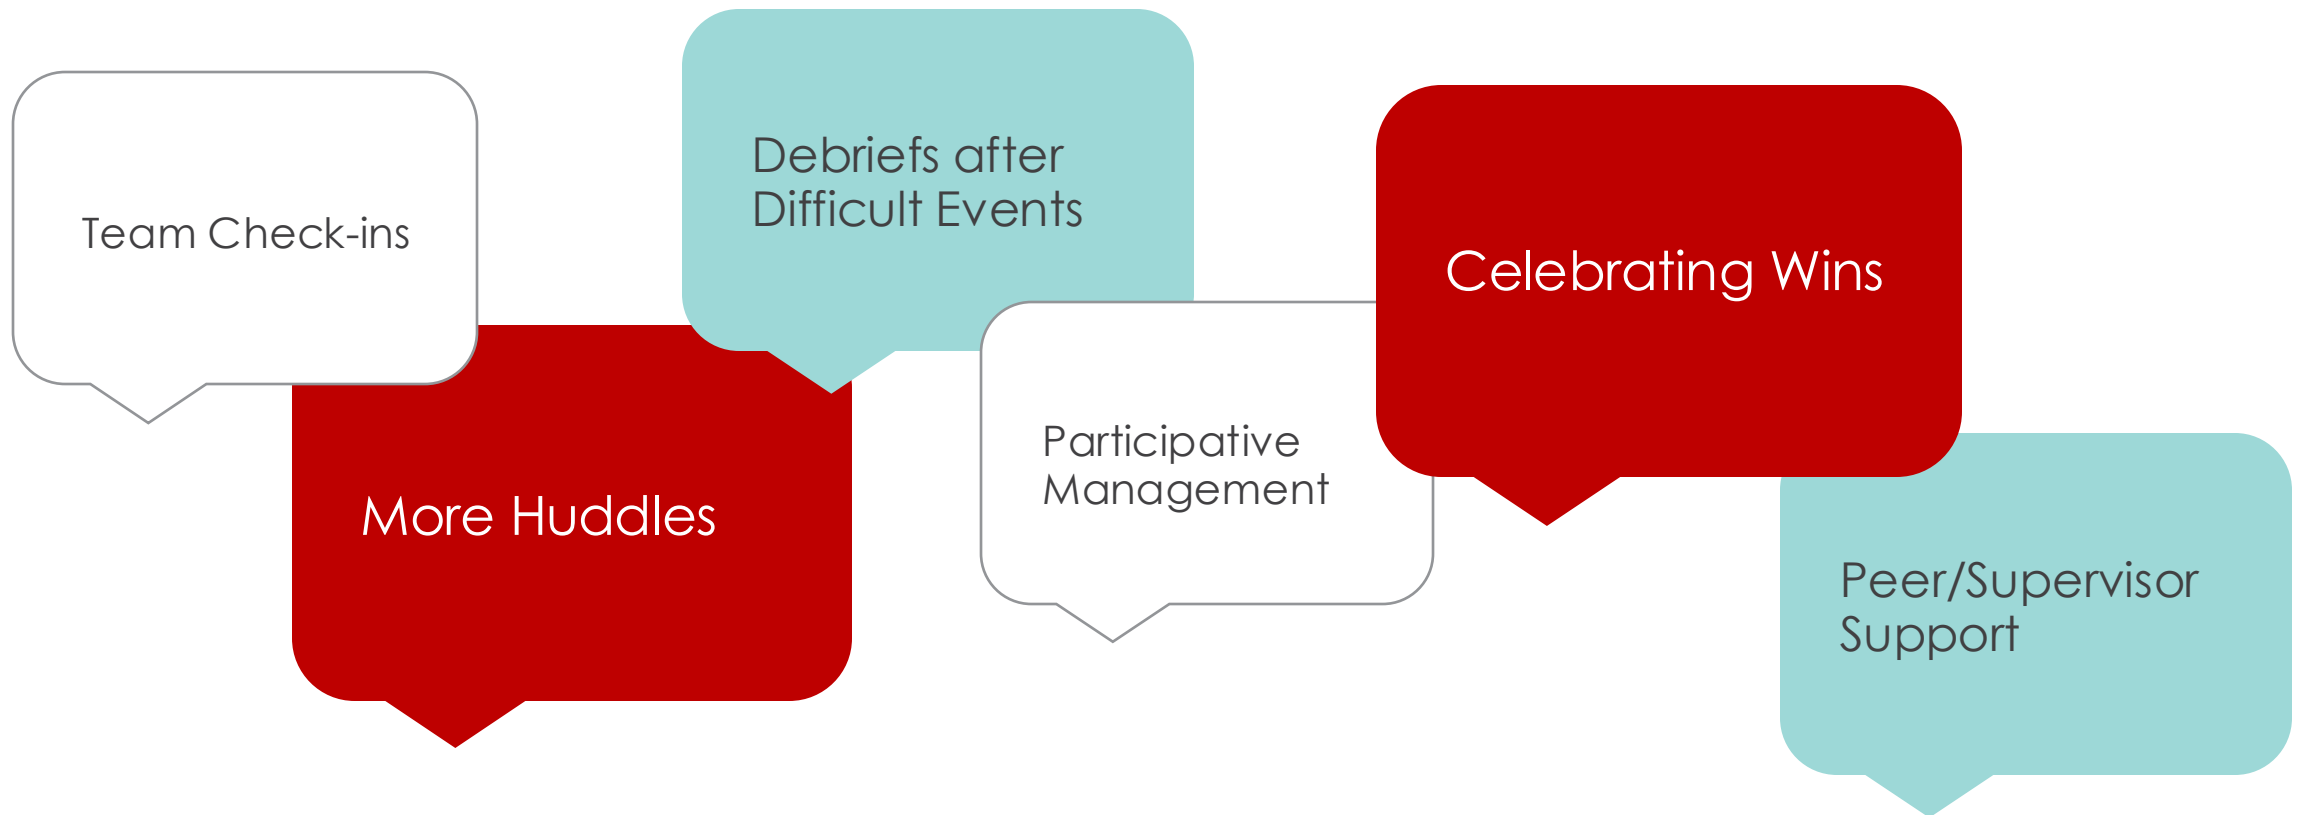 Team Check-ins
More Huddles
Debriefs after
Difficult Events
Participative
Management
Celebrating Wins
Peer/Supervisor
Support